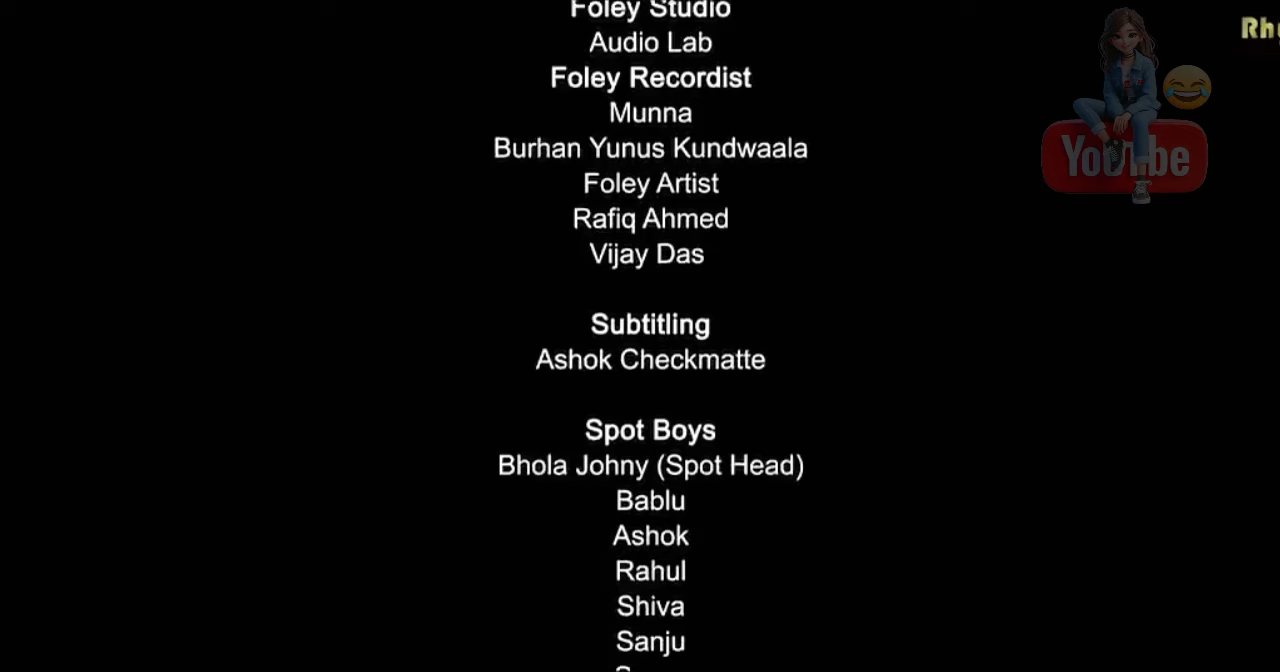 Foley Studio
Audio Lab
Foley Recordist
Munna
Burhan Yunus Kundwaala
Foley Artist
Rafiq Ahmed
Vijay Das
Subtitling
Ashok Checkmatte
Spot Boys
Bhola Johny (Spot Head)
Bablu
Ashok
Rahul
Shiva
Sanju
YouTube